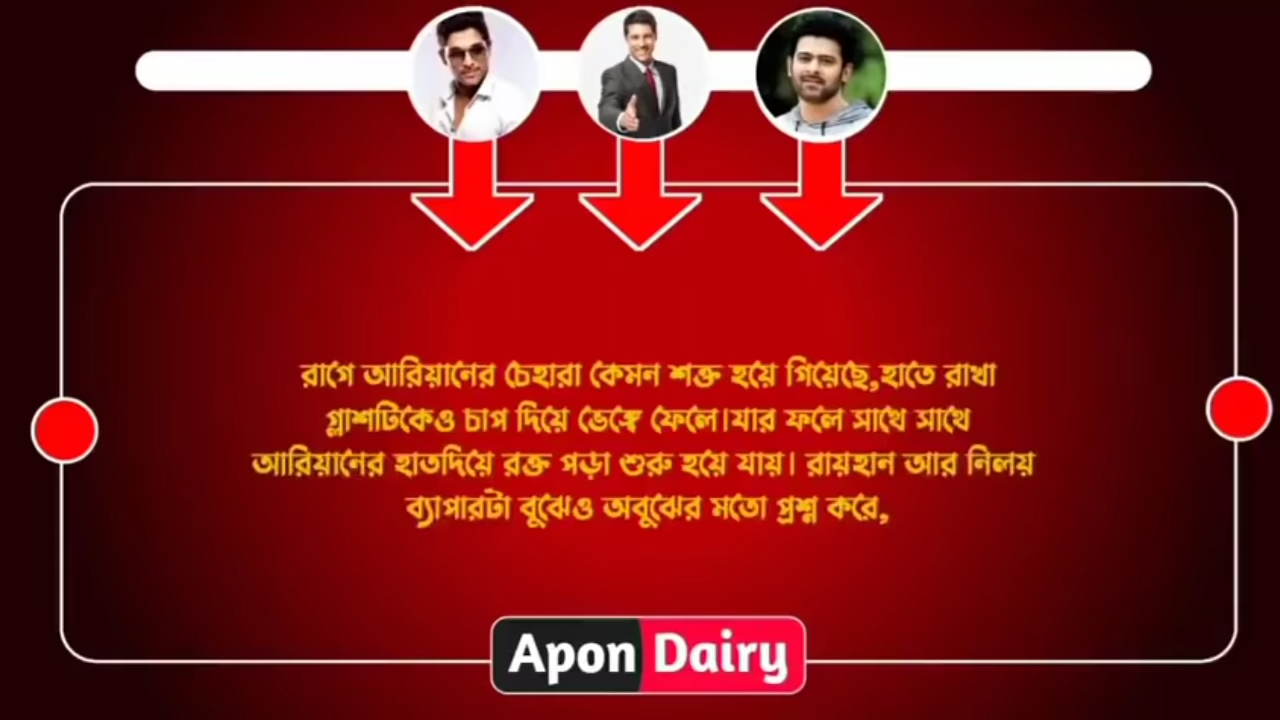 রাগে আরিয়ানের চেহারা কেমন শক্ত হয়ে গিয়েছে,হাতে রাখা
গ্লাশটিকেও চাপ দিয়ে ভেঙ্গে ফেলে।যার ফলে সাথে সাথে
আরিয়ানের হাতদিয়ে রক্ত পড়া শুরু হয়ে যায়। রায়হান আর নিলয়
ব্যাপারটা বুঝেও অবুঝের মতো প্রশ্ন করে,
Apon Dairy